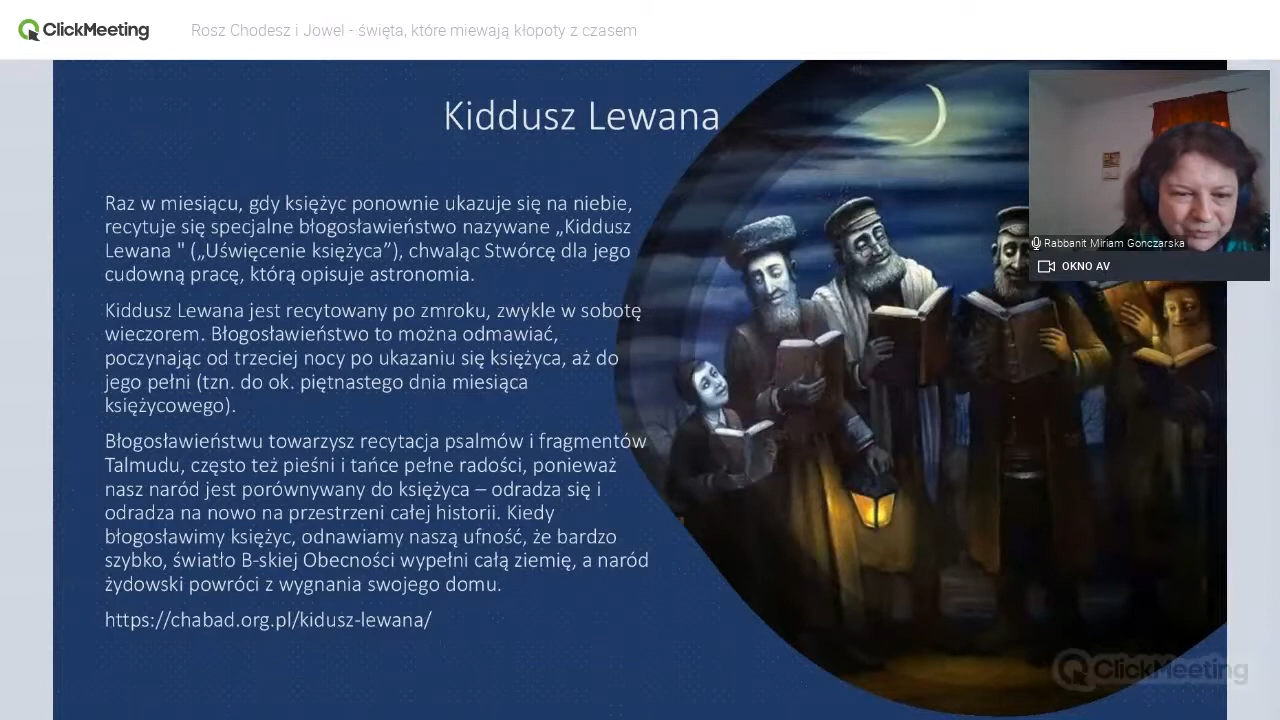 ClickMeeting
Rosz Chodesz i Jowel - święta, które miewają kłopoty z czasem
Kiddusz Lewana
Raz w miesiącu, gdy księżyc ponownie ukazuje się na niebie,
recytuje się specjalne błogosławieństwo nazywane „Kiddusz
Lewana " („Uświęcenie księżyca”), chwaląc Stwórcę dla jego
cudowną pracę, którą opisuje astronomia.
Kiddusz Lewana jest recytowany po zmroku, zwykle w sobotę
wieczorem. Błogosławieństwo to można odmawiać,
poczynając od trzeciej nocy po ukazaniu się księżyca, aż do
jego pełni (tzn. do ok. piętnastego dnia miesiąca
księżycowego).
Błogosławieństwu towarzysz recytacja psalmów i fragmentów
Talmudu, często też pieśni i tańce pełne radości, ponieważ
nasz naród jest porównywany do księżyca – odradza się i
odradza na nowo na przestrzeni całej historii. Kiedy
błogosławimy księżyc, odnawiamy naszą ufność, że bardzo
szybko, światło B-skiej Obecności wypełni całą ziemię, a naród
żydowski powróci z wygnania swojego domu.
https://chabad.org.pl/kidusz-lewana/
Rabbanit Miriam Gonczarska
OKNO AV
ClickMeeting